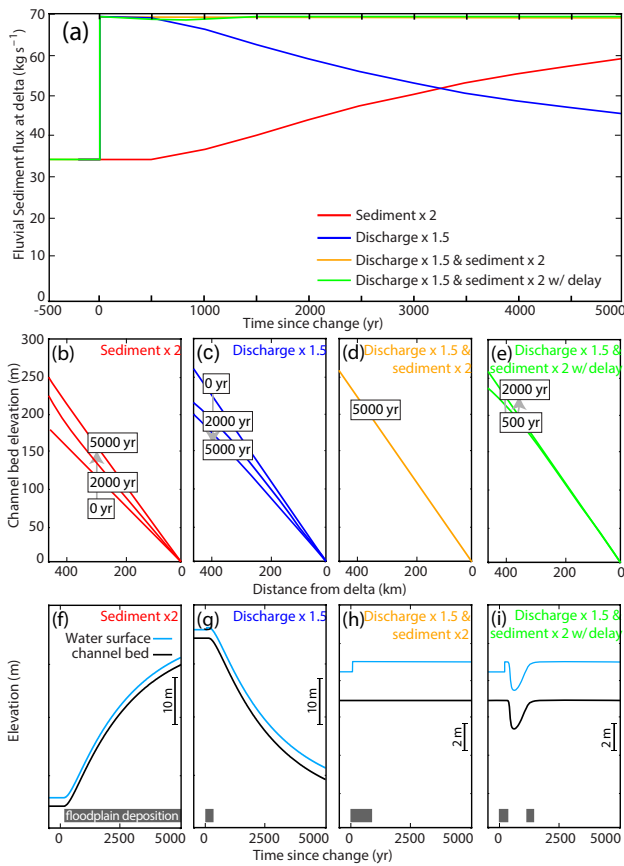 (a)
Fluvial Sediment flux at delta (kg s⁻¹)
70
60
50
40
30
20
10
0
Sediment x 2
Discharge x 1.5
Discharge x 1.5 & sediment x 2
Discharge x 1.5 & sediment x 2 w/ delay
-500 0 1000 2000 3000 4000 5000
Time since change (yr)
Channel bed elevation (m)
300
250
200
150
100
50
0
(b) Sediment x 2
5000 yr
2000 yr
0 yr
(c) Discharge x 1.5
0 yr
2000 yr
5000 yr
(d) Discharge x 1.5 &
sediment x 2
5000 yr
(e) Discharge x 1.5 &
sediment x 2 w/ delay
2000 yr
500 yr
400 200 0
400 200 0
400 200 0
400 200 0
Distance from delta (km)
Elevation (m)
(f) Sediment x2
Water surface
channel bed
10 m
floodplain deposition
(g) Discharge x 1.5
10 m
(h) Discharge x 1.5 &
sediment x2
2 m
(i) Discharge x 1.5 &
sediment x 2 w/ delay
2 m
0 2500 5000
0 2500 5000
0 2500 5000
0 2500 5000
Time since change (yr)